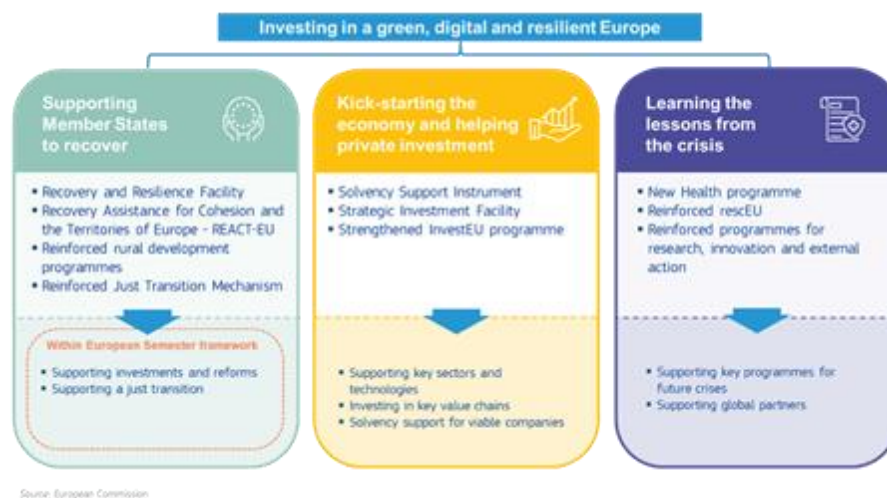 Investing in a green, digital and resilient Europe
Supporting
Member States
to recover
• Recovery and Resilience Facility
• Recovery Assistance for Cohesion and
the Territories of Europe - REACT-EU
• Reinforced rural development
programmes
• Reinforced Just Transition Mechanism
Within European Semester framework
• Supporting investments and reforms
• Supporting a just transition
Kick-starting the
economy and helping
private investment
• Solvency Support Instrument
• Strategic Investment Facility
• Strengthened InvestEU programme
• Supporting key sectors and
technologies
• Investing in key value chains
• Solvency support for viable companies
Learning the
lessons from
the crisis
• New Health programme
• Reinforced rescEU
• Reinforced programmes for
research, innovation and external
action
• Supporting key programmes for
future crises
• Supporting global partners
Source: European Commission